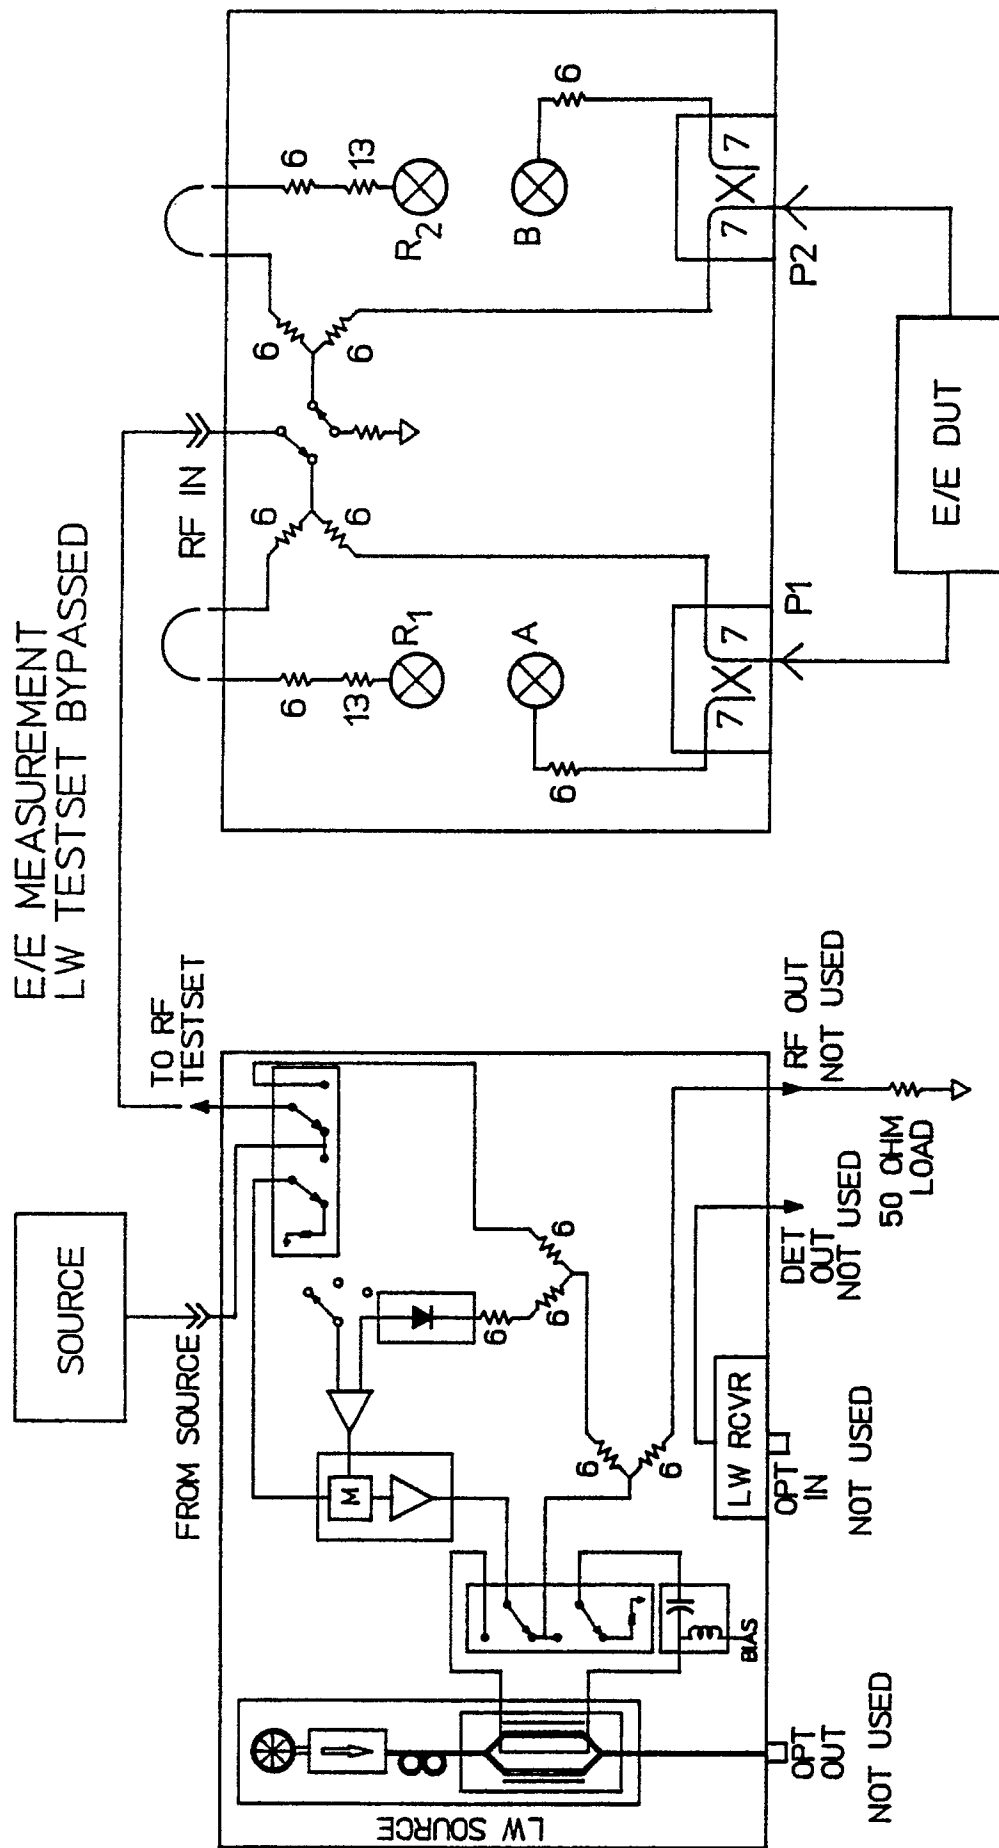 E/E MEASUREMENT
LW TESTSET BYPASSED
SOURCE
FROM SOURCE
TO RF
TESTSET
LW SOURCE
M
6
6
6
6
6
BIAS
LW RCVR
OPT
OUT
NOT USED
OPT
IN
NOT USED
DET
OUT
NOT USED
RF OUT
NOT USED
50 OHM
LOAD
RF IN
6
13
R1
6
6
A
6
7
7
P1
6
6
6
13
R2
B
6
7
7
P2
E/E DUT